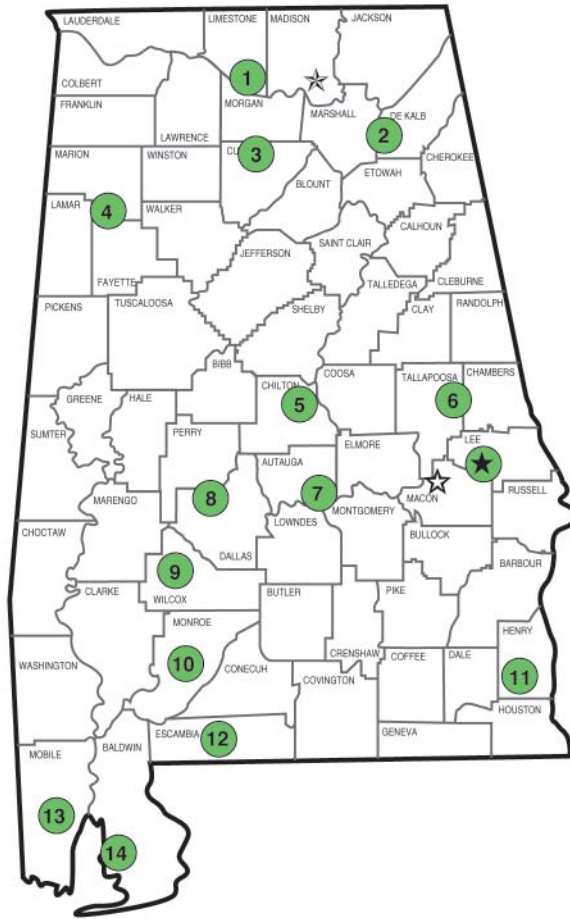 LAUDERDALE
LIMESTONE
MADISON
JACKSON
COLBERT
1
FRANKLIN
MORGAN
MARSHALL
DE KALB
2
LAWRENCE
3
CU
MARION
WINSTON
CHEROKEE
ETOWAH
BLOUNT
LAMAR
4
WALKER
CALHOUN
SAINT CLAIR
JEFFERSON
FAYETTE
TALLEDEGA
CLEBURNE
PICKENS
TUSCALOOSA
SHELBY
CLAY
RANDOLPH
BIBB
COOSA
TALLAPOOSA
CHAMBERS
CHILTON
GREENE
HALE
5
6
SUMTER
PERRY
ELMORE
LEE
AUTAUGA
8
7
MACON
RUSSELL
MARENGO
MONTGOMERY
LOWNDES
CHOCTAW
BULLOCK
DALLAS
BARBOUR
9
CLARKE
WILCOX
BUTLER
PIKE
MONROE
HENRY
10
CRENSHAW
COFFEE
DALE
WASHINGTON
CONECUH
COVINGTON
11
HOUSTON
ESCAMBIA
12
GENEVA
MOBILE
BALDWIN
13
14